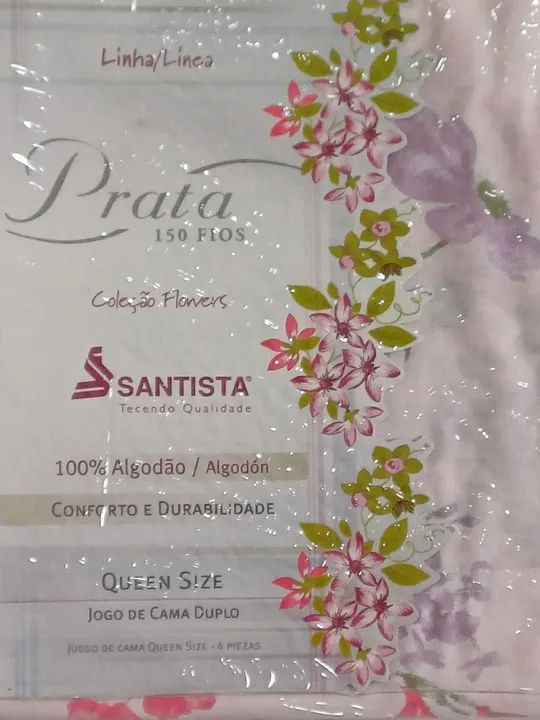 Linha/Línea
Prata
150 FIOS
Coleção Flowers
SANTISTA®
Tecendo Qualidade
100% Algodão / Algodón
CONFORTO E DURABILIDADE
QUEEN SIZE
JOGO DE CAMA DUPLO
JUEGO DE CAMA QUEEN SIZE - 4 PIEZAS